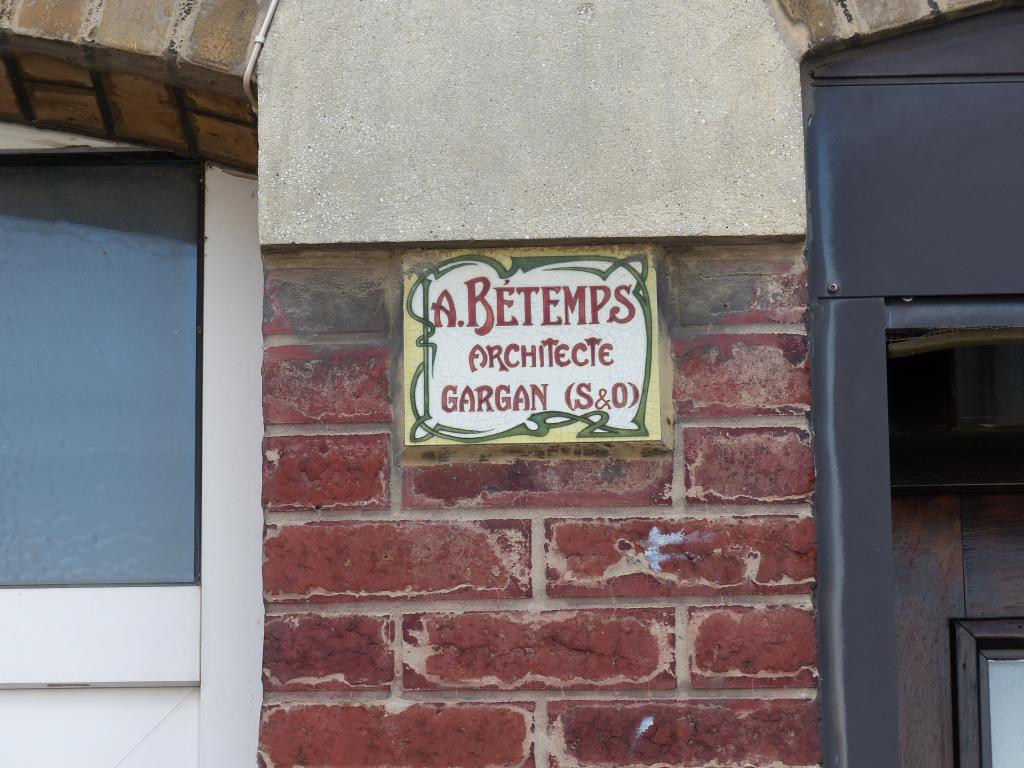 A. BÉTEMPS
ARCHITECTE
GARGAN (S&O)